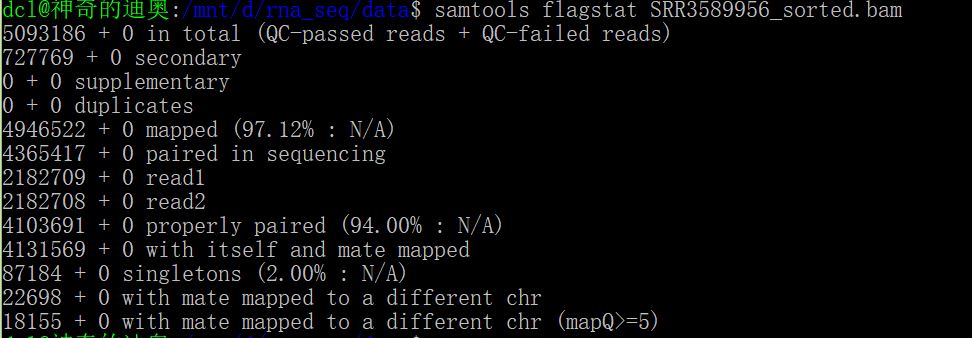 dcl@神奇的迪奥:/mnt/d/rna_seq/data$ samtools flagstat SRR3589956_sorted.bam
5093186 + 0 in total (QC-passed reads + QC-failed reads)
727769 + 0 secondary
0 + 0 supplementary
0 + 0 duplicates
4946522 + 0 mapped (97.12% : N/A)
4365417 + 0 paired in sequencing
2182709 + 0 read1
2182708 + 0 read2
4103691 + 0 properly paired (94.00% : N/A)
4131569 + 0 with itself and mate mapped
87184 + 0 singletons (2.00% : N/A)
22698 + 0 with mate mapped to a different chr
18155 + 0 with mate mapped to a different chr (mapQ>=5)